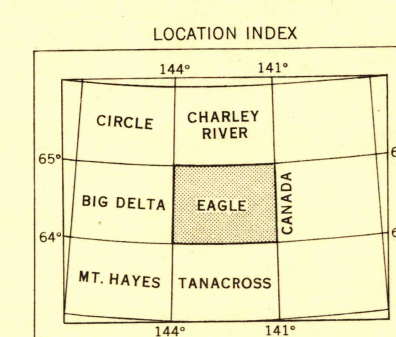 LOCATION INDEX
144° 141°
CIRCLE CHARLEY
RIVER
65°
BIG DELTA EAGLE CANADA
64°
MT. HAYES TANACROSS
144° 141°